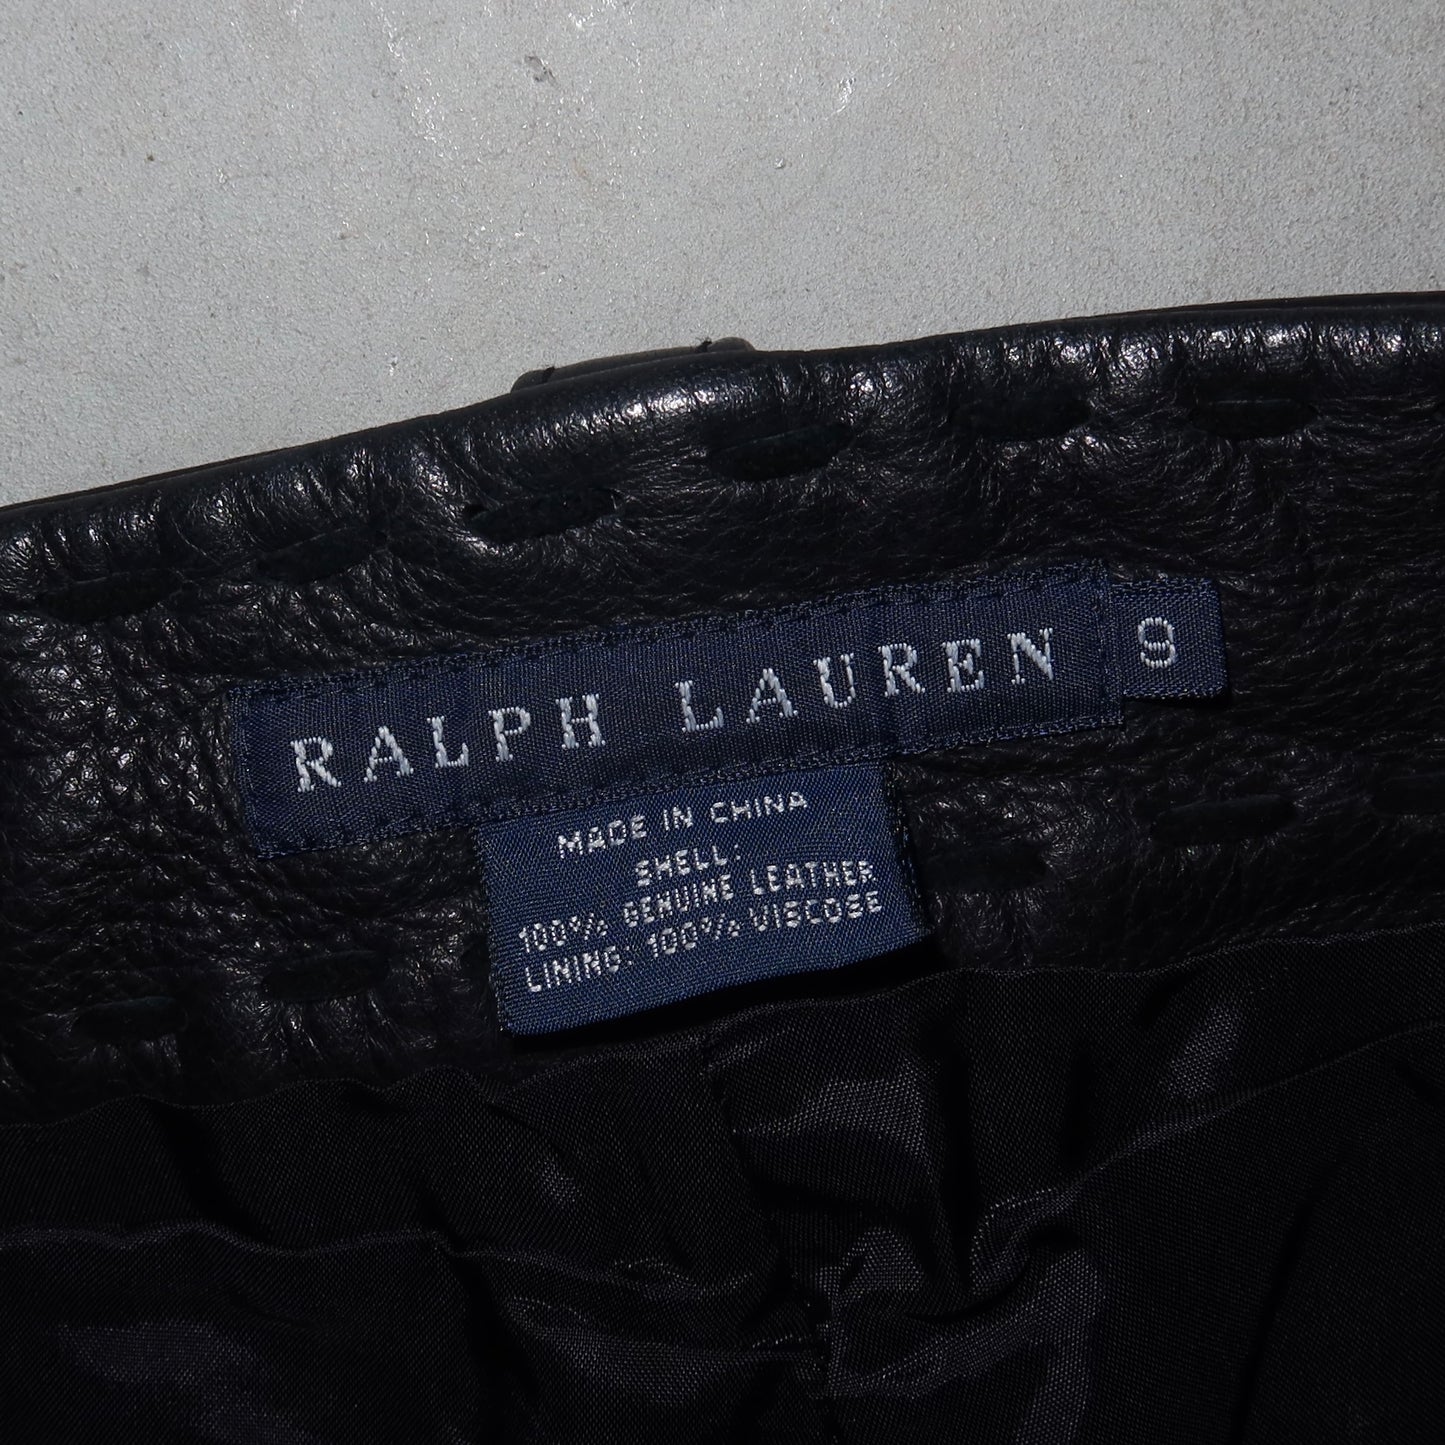 RALPH LAUREN 9
MADE IN CHINA
SHELL:
100% GENUINE LEATHER
LINING: 100% VISCOSE